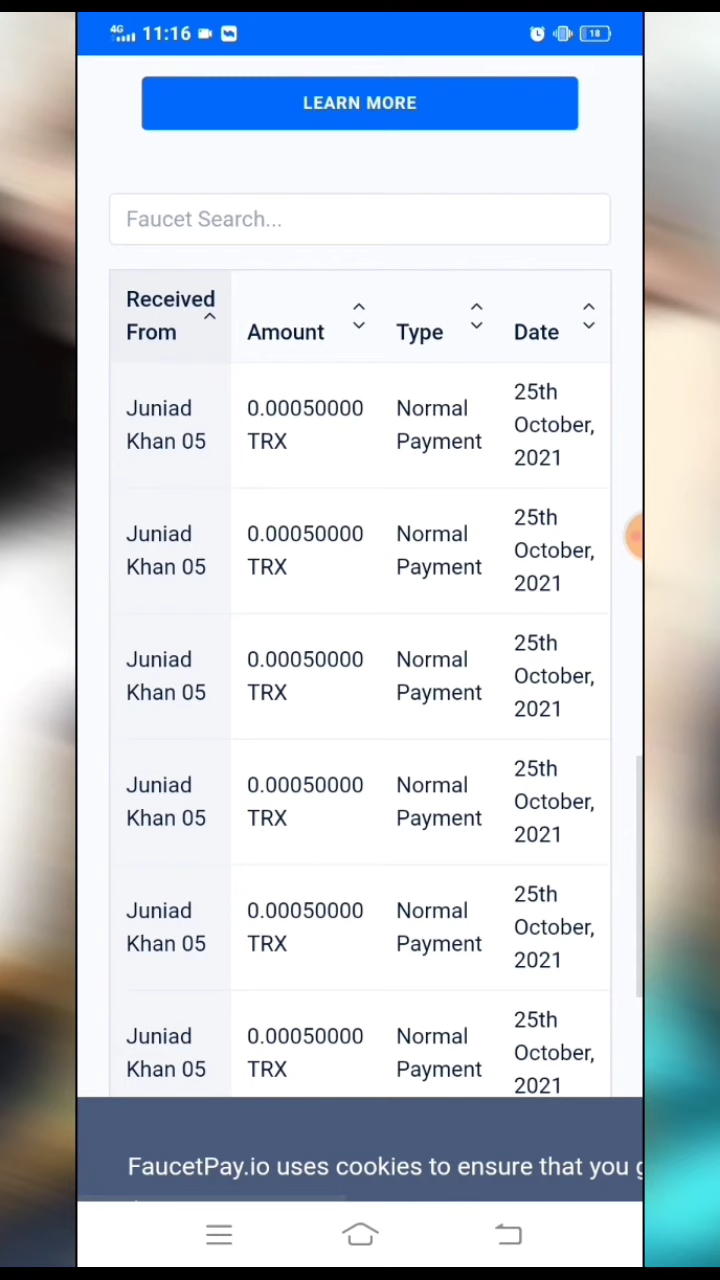 4G 11:16 18
LEARN MORE
Faucet Search...
Received
From Amount Type Date
Juniad
Khan 05
0.00050000
TRX
Normal
Payment
25th
October,
2021
Juniad
Khan 05
0.00050000
TRX
Normal
Payment
25th
October,
2021
Juniad
Khan 05
0.00050000
TRX
Normal
Payment
25th
October,
2021
Juniad
Khan 05
0.00050000
TRX
Normal
Payment
25th
October,
2021
Juniad
Khan 05
0.00050000
TRX
Normal
Payment
25th
October,
2021
Juniad
Khan 05
0.00050000
TRX
Normal
Payment
25th
October,
2021
FaucetPay.io uses cookies to ensure that you